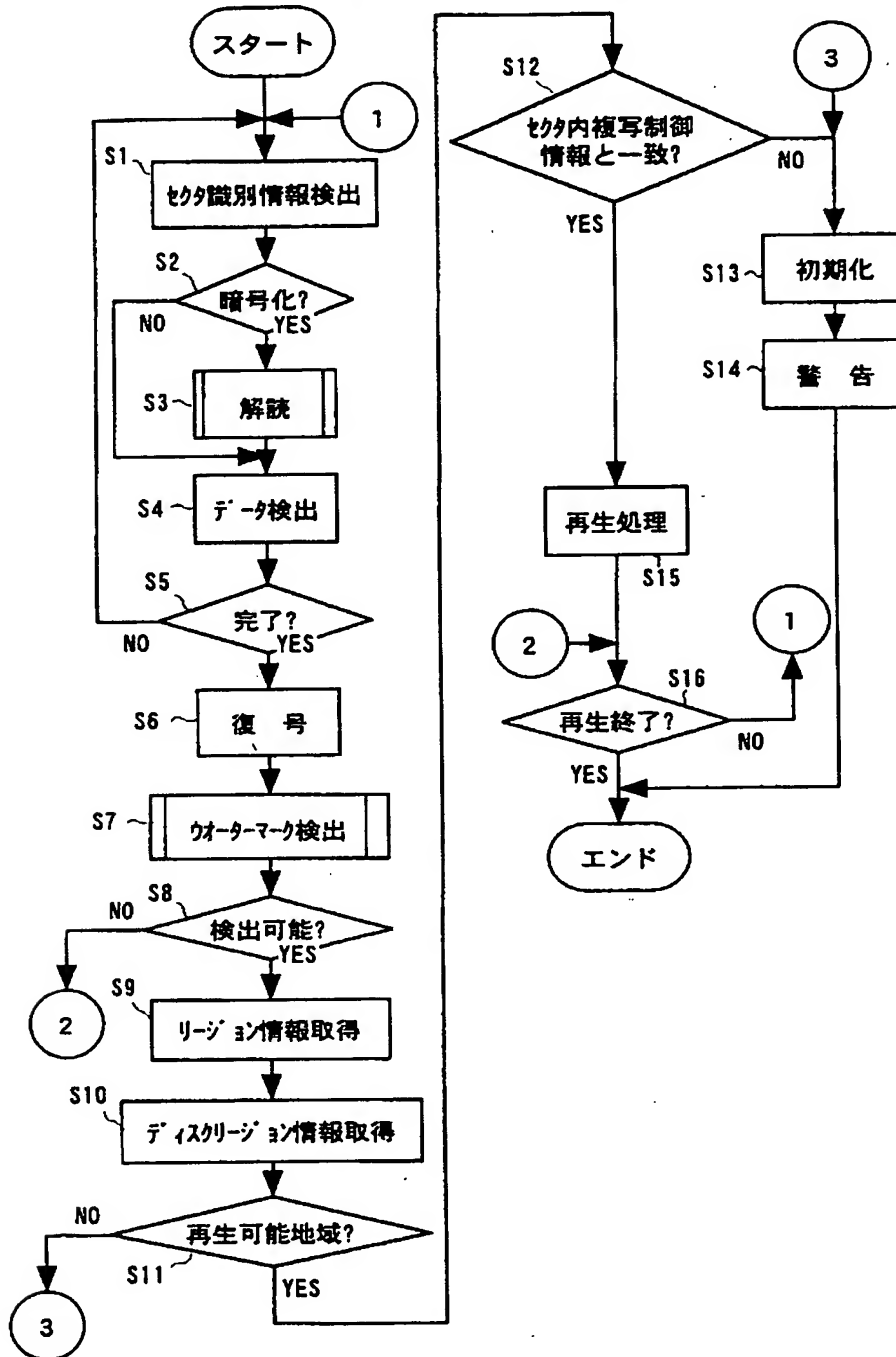 スタート
1
S1
セクタ識別情報検出
S2
暗号化?
NO
YES
S3
解読
S4
データ検出
S5
完了?
NO
YES
S6
復 号
S7
ウオーターマーク検出
S8
検出可能?
NO
YES
2
S9
リージョン情報取得
S10
ディスクリージョン情報取得
S11
再生可能地域?
NO
YES
3
S12
セクタ内複写制御
情報と一致?
NO
YES
3
S13
初期化
S14
警 告
再生処理
S15
2
1
S16
再生終了?
NO
YES
エンド